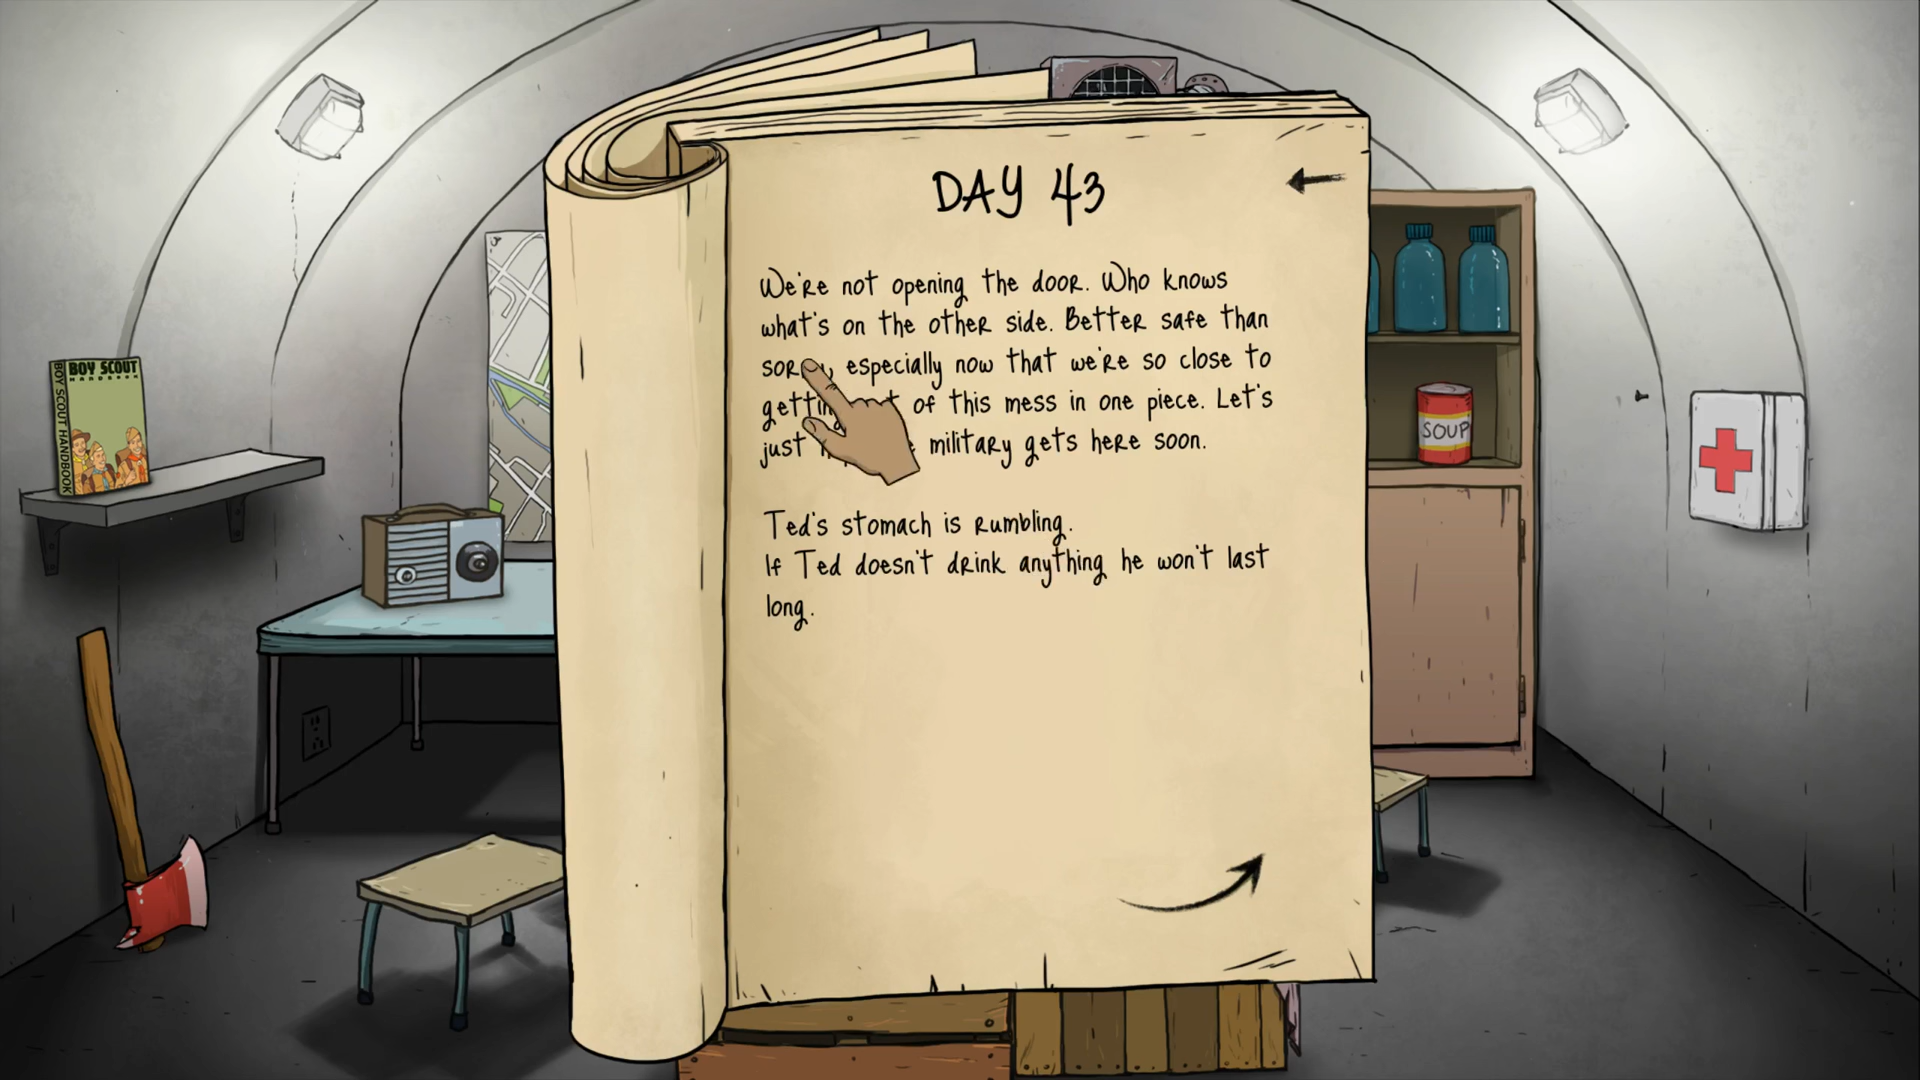 DAY 43
We're not opening the door. Who knows
what's on the other side. Better safe than
especially now that we're so close to
of this mess in one piece. Let's
just military gets here soon.
Ted's stomach is rumbling.
If Ted doesn't drink anything he won't last
long.
BOY SCOUT
HANDBOOK
BOY SCOUT HANDBOOK
SOUP